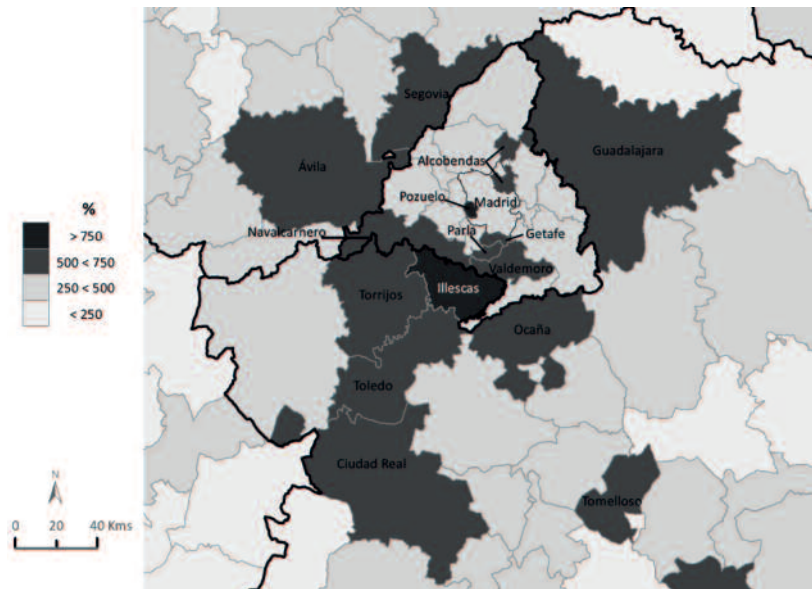 Segovia
Ávila
Alcobendas
Guadalajara
Pozuelo
Madrid
%
> 750
500 < 750
250 < 500
< 250
Navalcarnero
Parla
Getafe
Valdemoro
Illescas
Torrijos
Ocaña
Toledo
Ciudad Real
Tomelloso
N
0 20 40 Kms